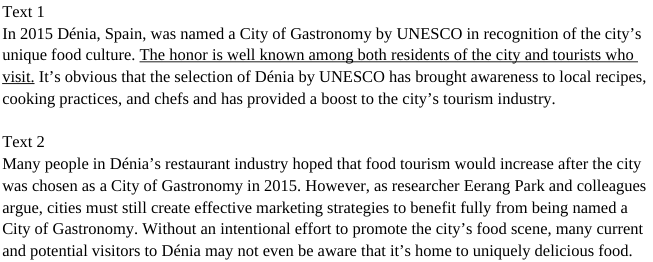 Text 1
In 2015 Dénia, Spain, was named a City of Gastronomy by UNESCO in recognition of the city’s
unique food culture. The honor is well known among both residents of the city and tourists who
visit. It’s obvious that the selection of Dénia by UNESCO has brought awareness to local recipes,
cooking practices, and chefs and has provided a boost to the city’s tourism industry.
Text 2
Many people in Dénia’s restaurant industry hoped that food tourism would increase after the city
was chosen as a City of Gastronomy in 2015. However, as researcher Eerang Park and colleagues
argue, cities must still create effective marketing strategies to benefit fully from being named a
City of Gastronomy. Without an intentional effort to promote the city’s food scene, many current
and potential visitors to Dénia may not even be aware that it’s home to uniquely delicious food.